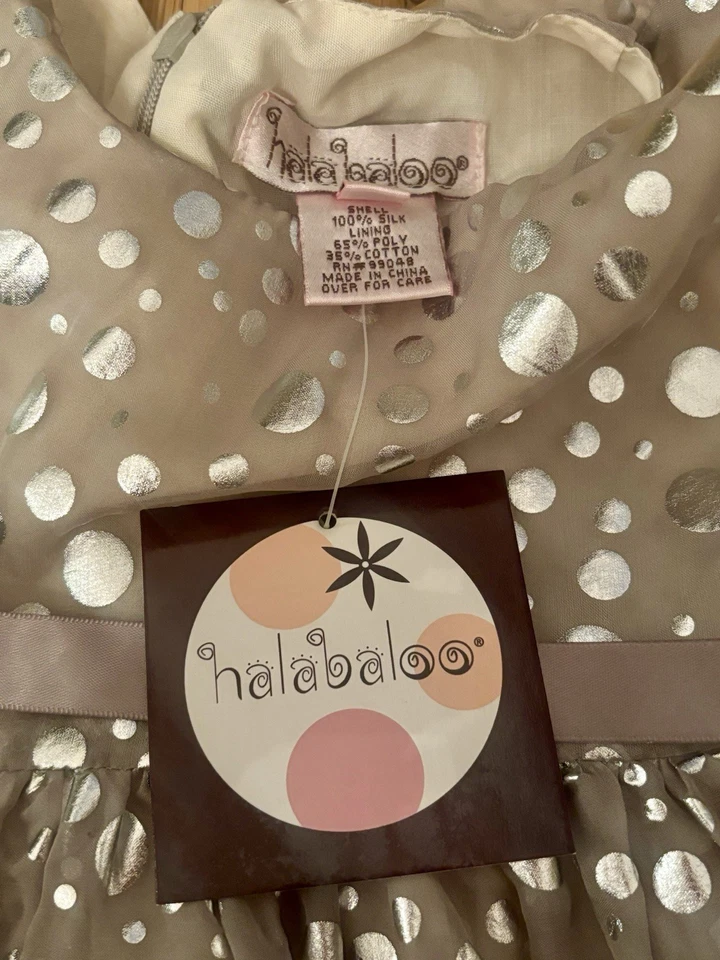 halabaloo®
SHELL
100% SILK
LINING
65% POLY
35% COTTON
RN#99048
MADE IN CHINA
OVER FOR CARE
halabaloo®